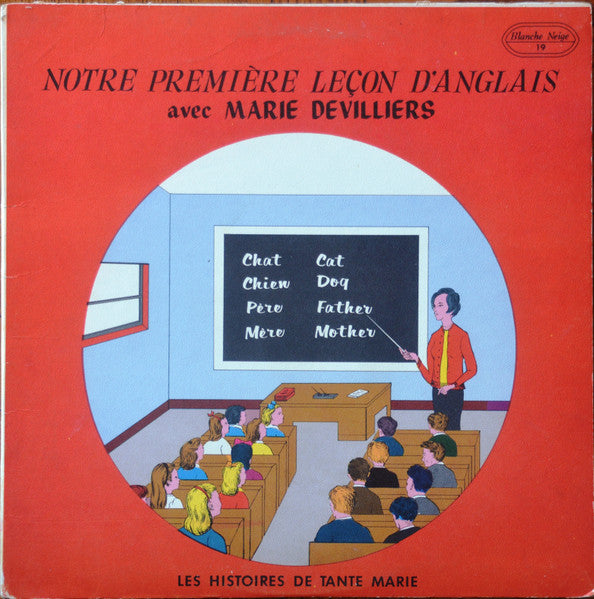 Blanche Neige
19
NOTRE PREMIÈRE LEÇON D'ANGLAIS
avec MARIE DEVILLIERS
Chat Cat
Chien Dog
Père Father
Mère Mother
LES HISTOIRES DE TANTE MARIE